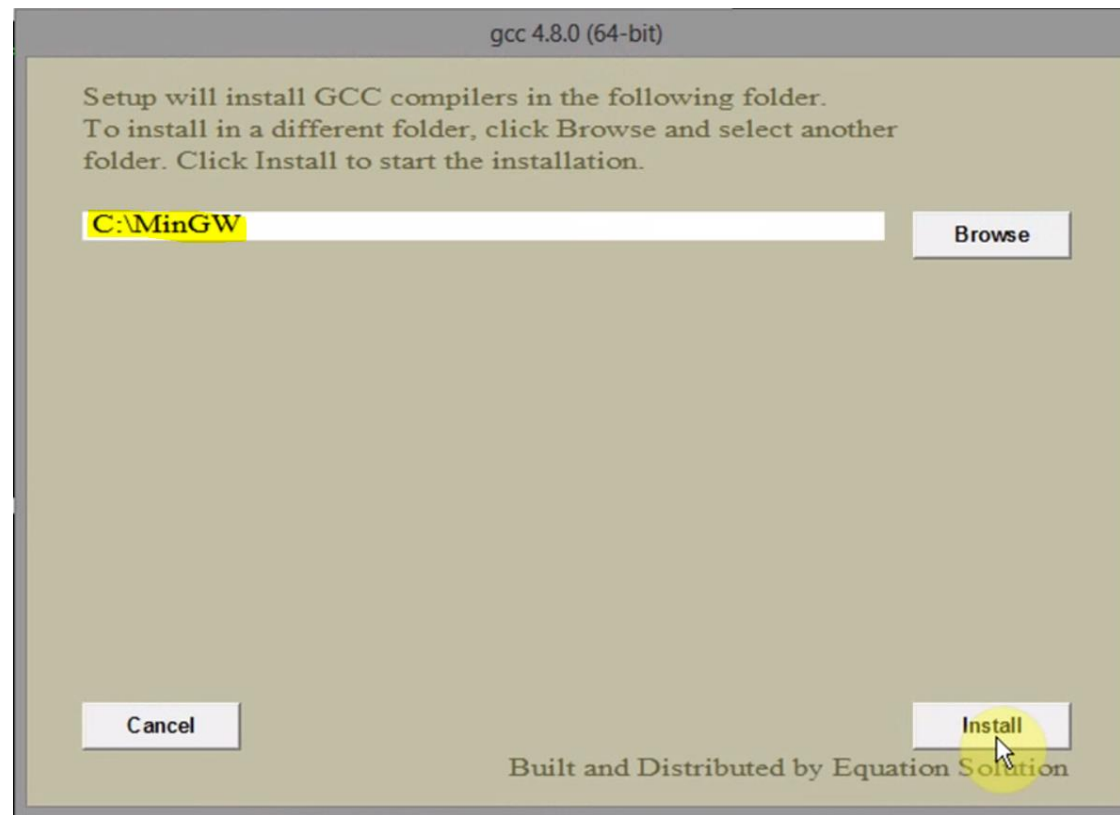 gcc 4.8.0 (64-bit)
Setup will install GCC compilers in the following folder.
To install in a different folder, click Browse and select another
folder. Click Install to start the installation.
C:\MinGW
Browse
Cancel
Install
Built and Distributed by Equation Solution